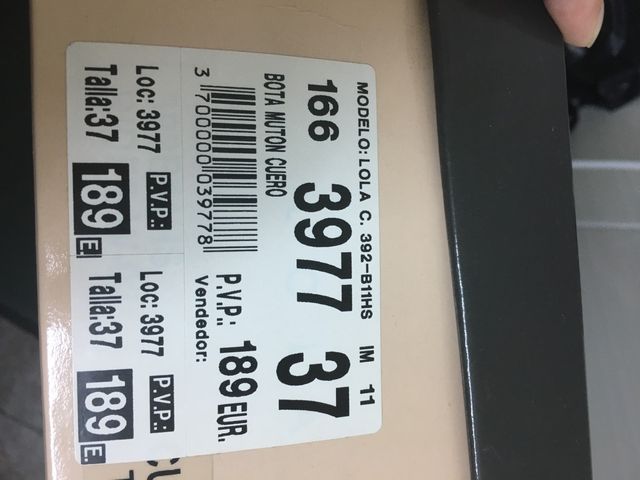 MODELO: LOLA C. 392-B11HS IM 11
166 3977 37
BOTA MUTON CUERO
3 700000 039778
P.V.P.: 189 EUR.
Vendedor:
Loc: 3977 P.V.P.:
Talla:37 189 E.
Loc: 3977 P.V.P.:
Talla:37 189 E.